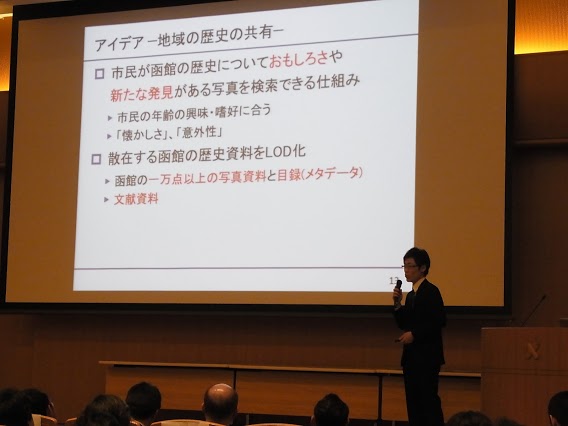 アイデア－地域の歴史の共有－
市民が函館の歴史についておもしろさや
新たな発見がある写真を検索できる仕組み
市民の年齢の興味・嗜好に合う
「懐かしさ」、「意外性」
散在する函館の歴史資料をLOD化
函館の一万点以上の写真資料と目録(メタデータ)
文献資料